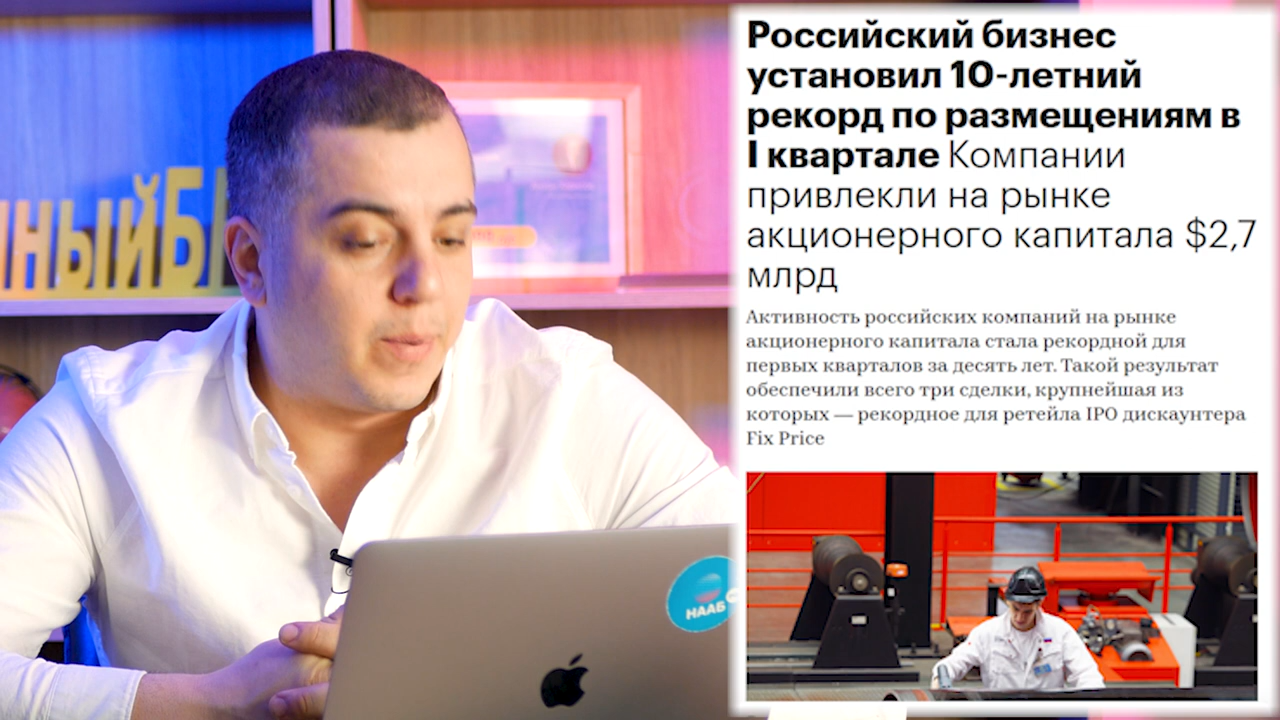 НЫЙБ
НААБ
Российский бизнес
установил 10-летний
рекорд по размещениям в
I квартале Компании
привлекли на рынке
акционерного капитала $2,7
млрд
Активность российских компаний на рынке
акционерного капитала стала рекордной для
первых кварталов за десять лет. Такой результат
обеспечили всего три сделки, крупнейшая из
которых — рекордное для ретейла IPO дискаунтера
Fix Price